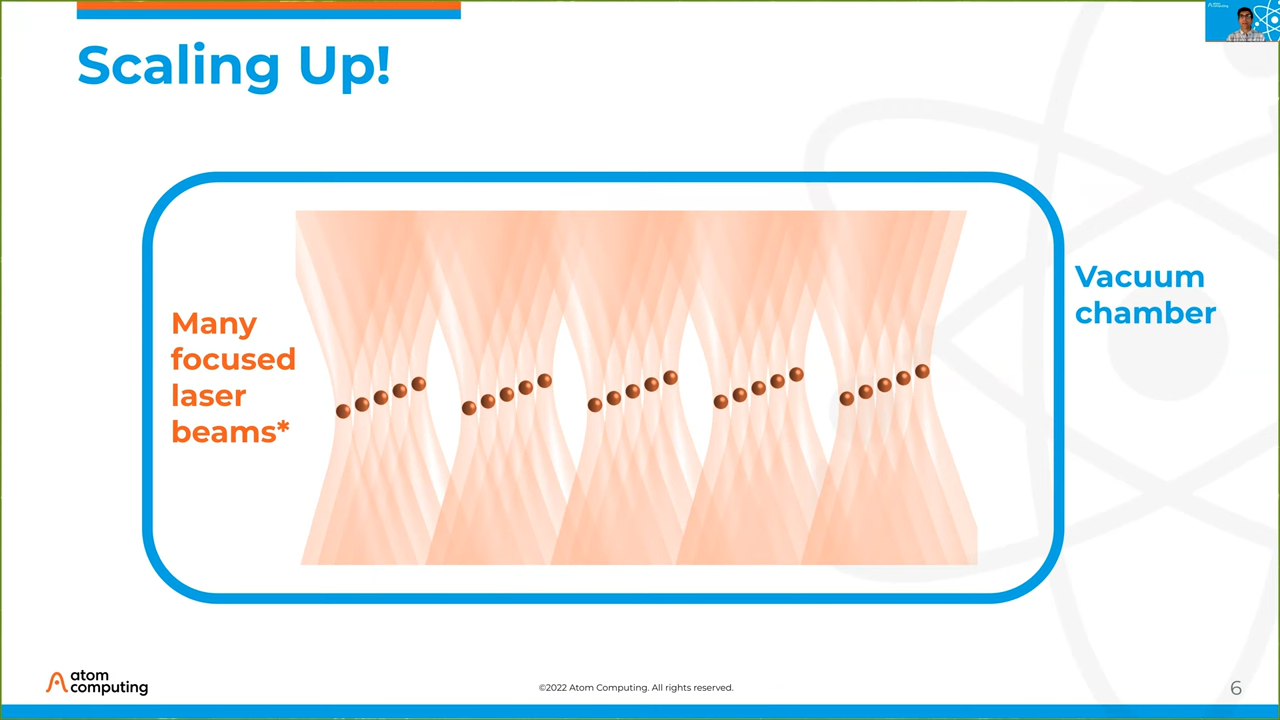 Scaling Up!
Many
focused
laser
beams*
Vacuum
chamber
atom
computing
©2022 Atom Computing. All rights reserved.
6